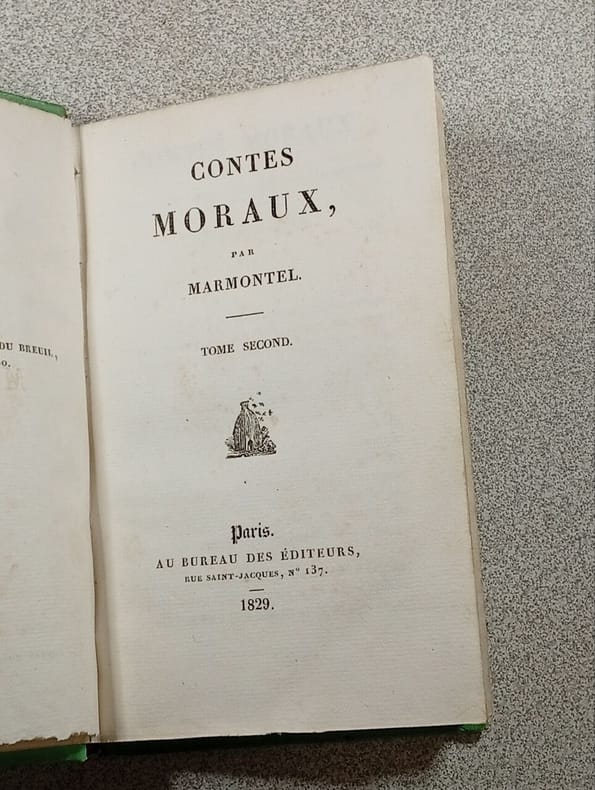 DU BREUIL,
CONTES
MORAUX,
PAR
MARMONTEL.
TOME SECOND.
Paris.
AU BUREAU DES ÉDITEURS,
RUE SAINT-JACQUES, N° 137.
1829.